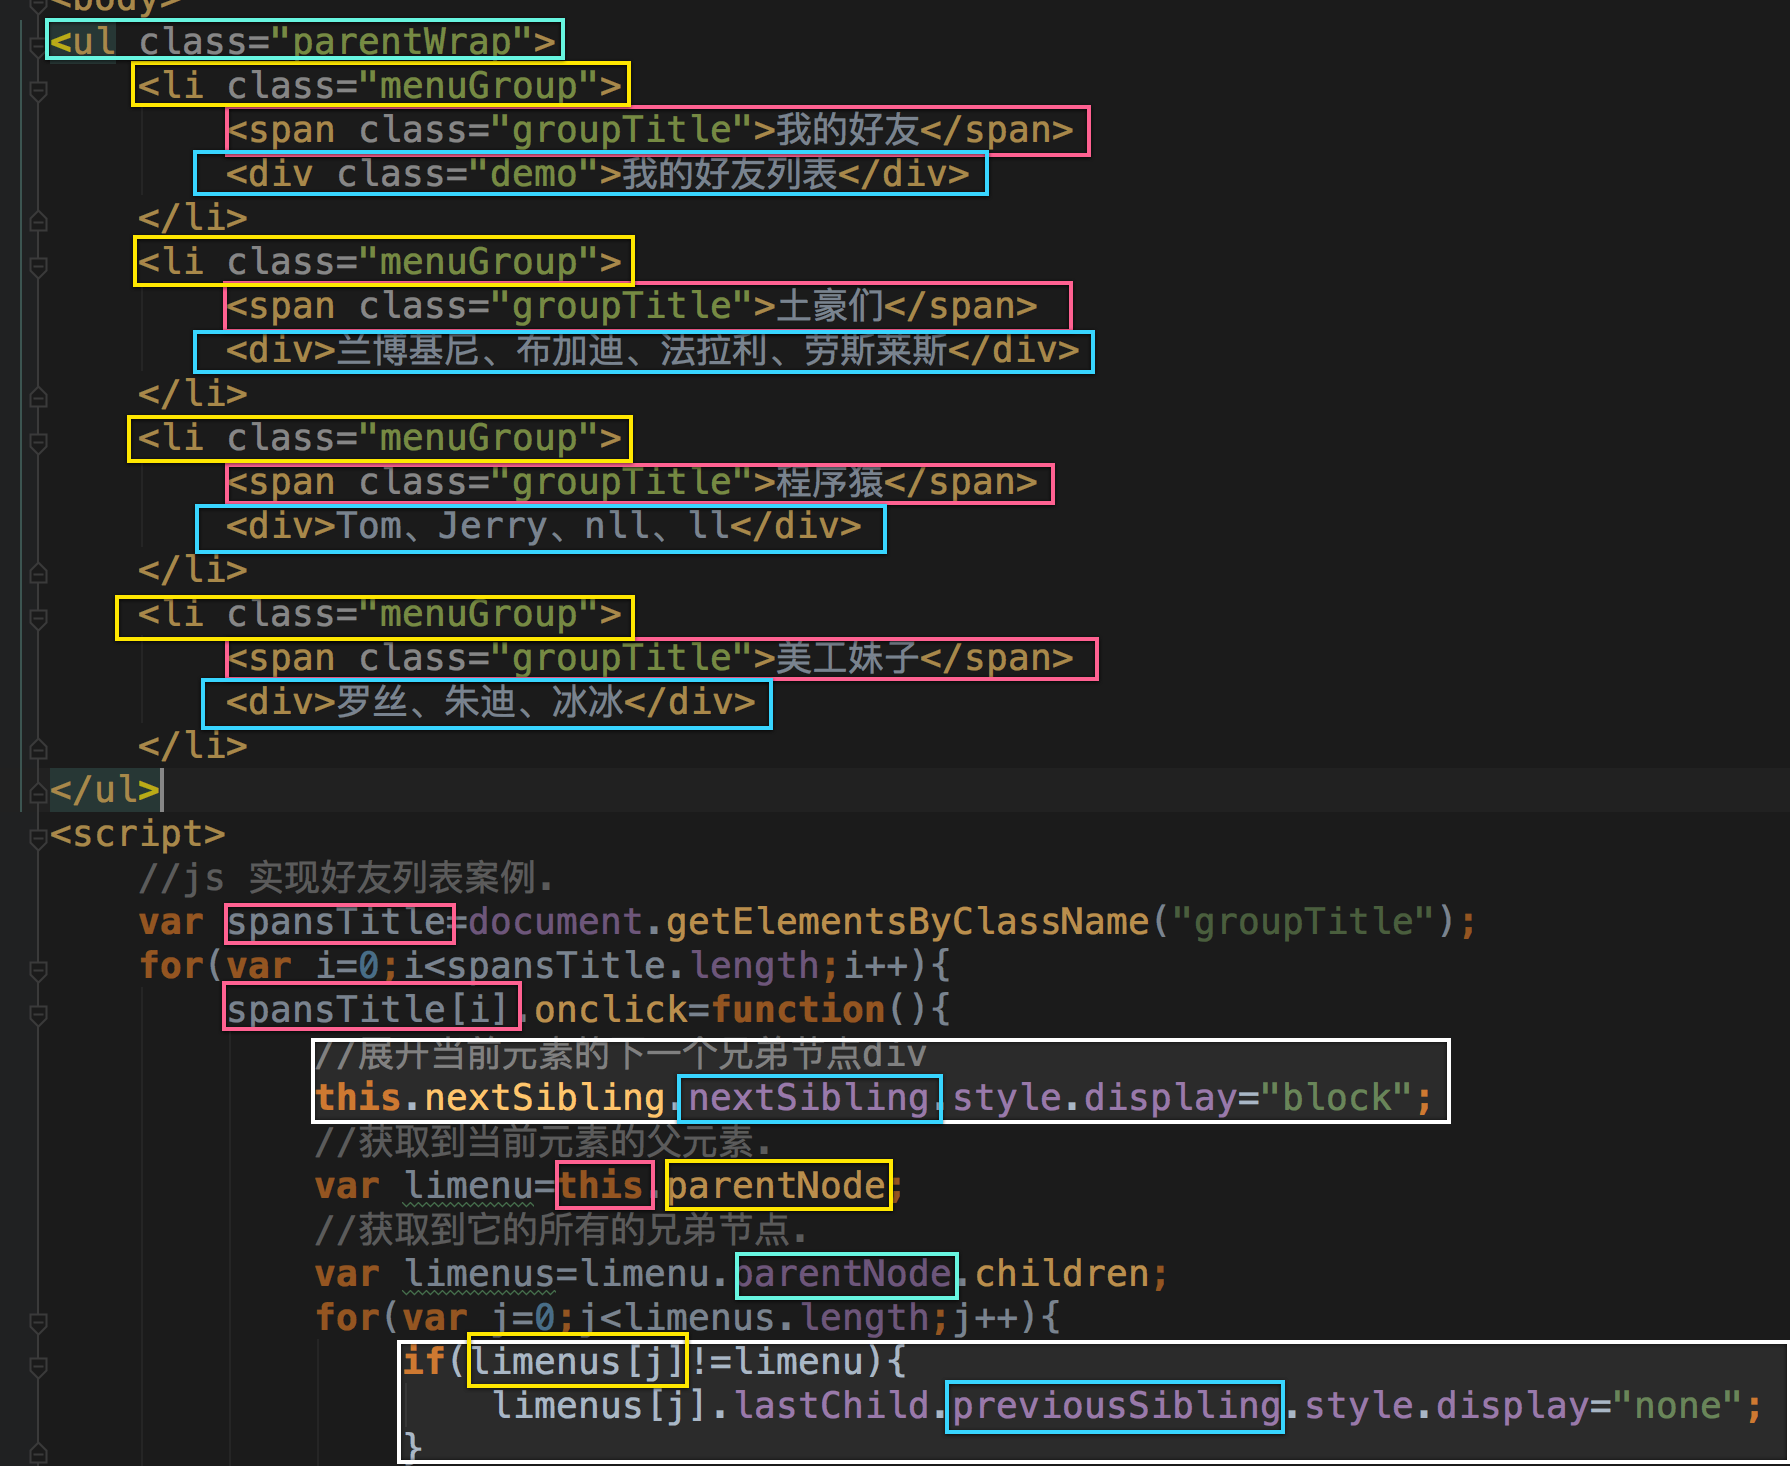 <body>
<ul class="parentWrap">
<li class="menuGroup">
<span class="groupTitle">我的好友</span>
<div class="demo">我的好友列表</div>
</li>
<li class="menuGroup">
<span class="groupTitle">土豪们</span>
<div>兰博基尼、布加迪、法拉利、劳斯莱斯</div>
</li>
<li class="menuGroup">
<span class="groupTitle">程序猿</span>
<div>Tom、Jerry、nll、ll</div>
</li>
<li class="menuGroup">
<span class="groupTitle">美工妹子</span>
<div>罗丝、朱迪、冰冰</div>
</li>
</ul>
<script>
//js 实现好友列表案例.
var spansTitle=document.getElementsByClassName("groupTitle");
for(var i=0;i<spansTitle.length;i++){
spansTitle[i].onclick=function(){
//展开当前元素的下一个兄弟节点div
this.nextSibling.nextSibling.style.display="block";
//获取到当前元素的父元素.
var limenu=this.parentNode;
//获取到它的所有的兄弟节点.
var limenus=limenu.parentNode.children;
for(var j=0;j<limenus.length;j++){
if(limenus[j]!=limenu){
limenus[j].lastChild.previousSibling.style.display="none";
}